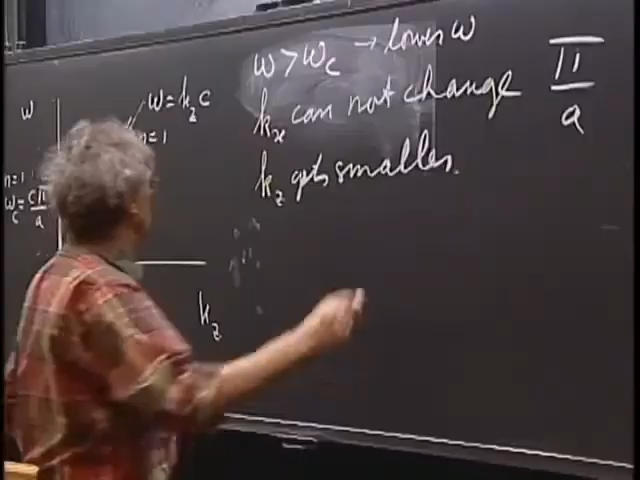 ω > ω_c → lower ω
k_x can not change
k_z gets smaller.
π
a
ω
ω = k_z c
n = 1
n = 1
ω_c = cπ/a
k_z